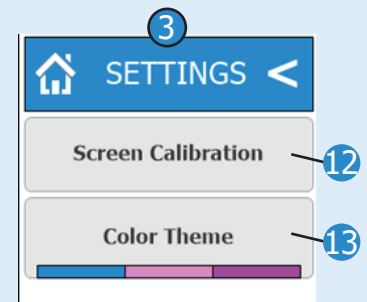 3
SETTINGS <
Screen Calibration
12
Color Theme
13